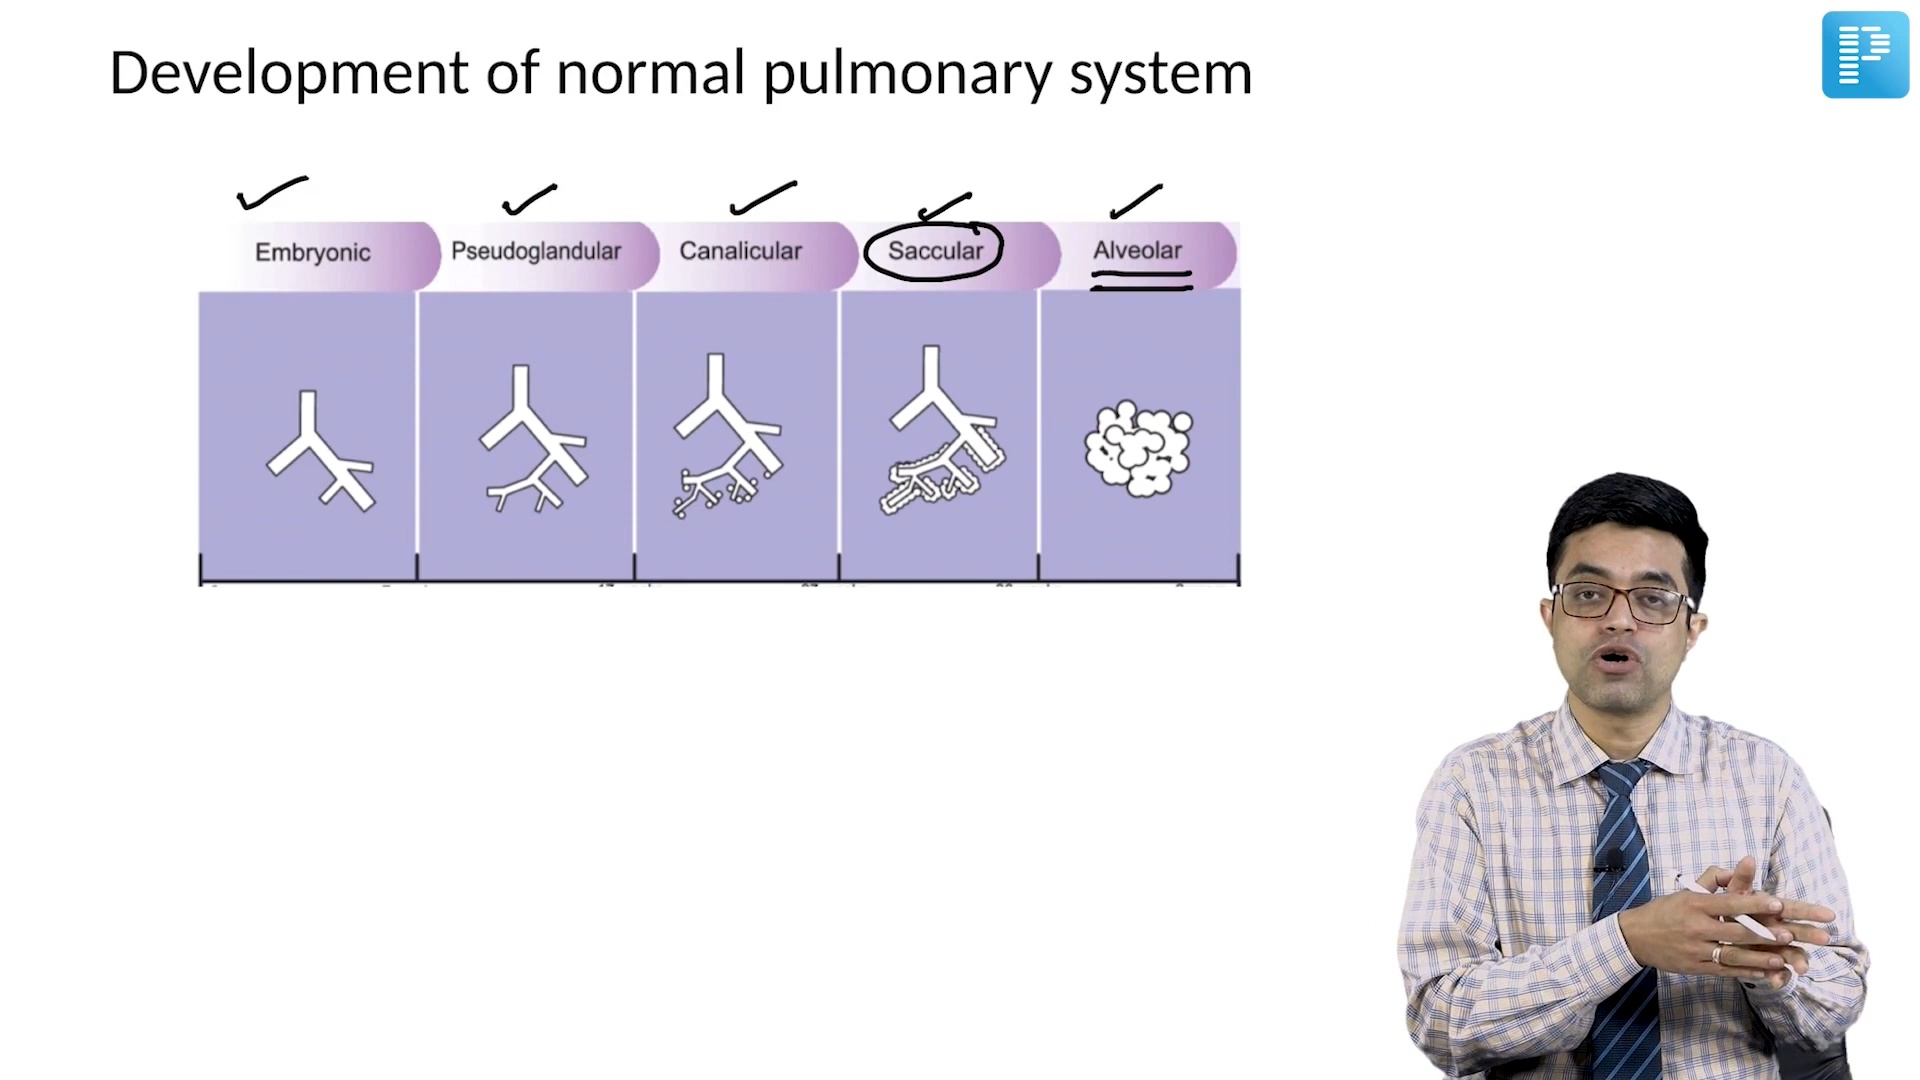 Development of normal pulmonary system
Embryonic Pseudoglandular Canalicular Saccular Alveolar